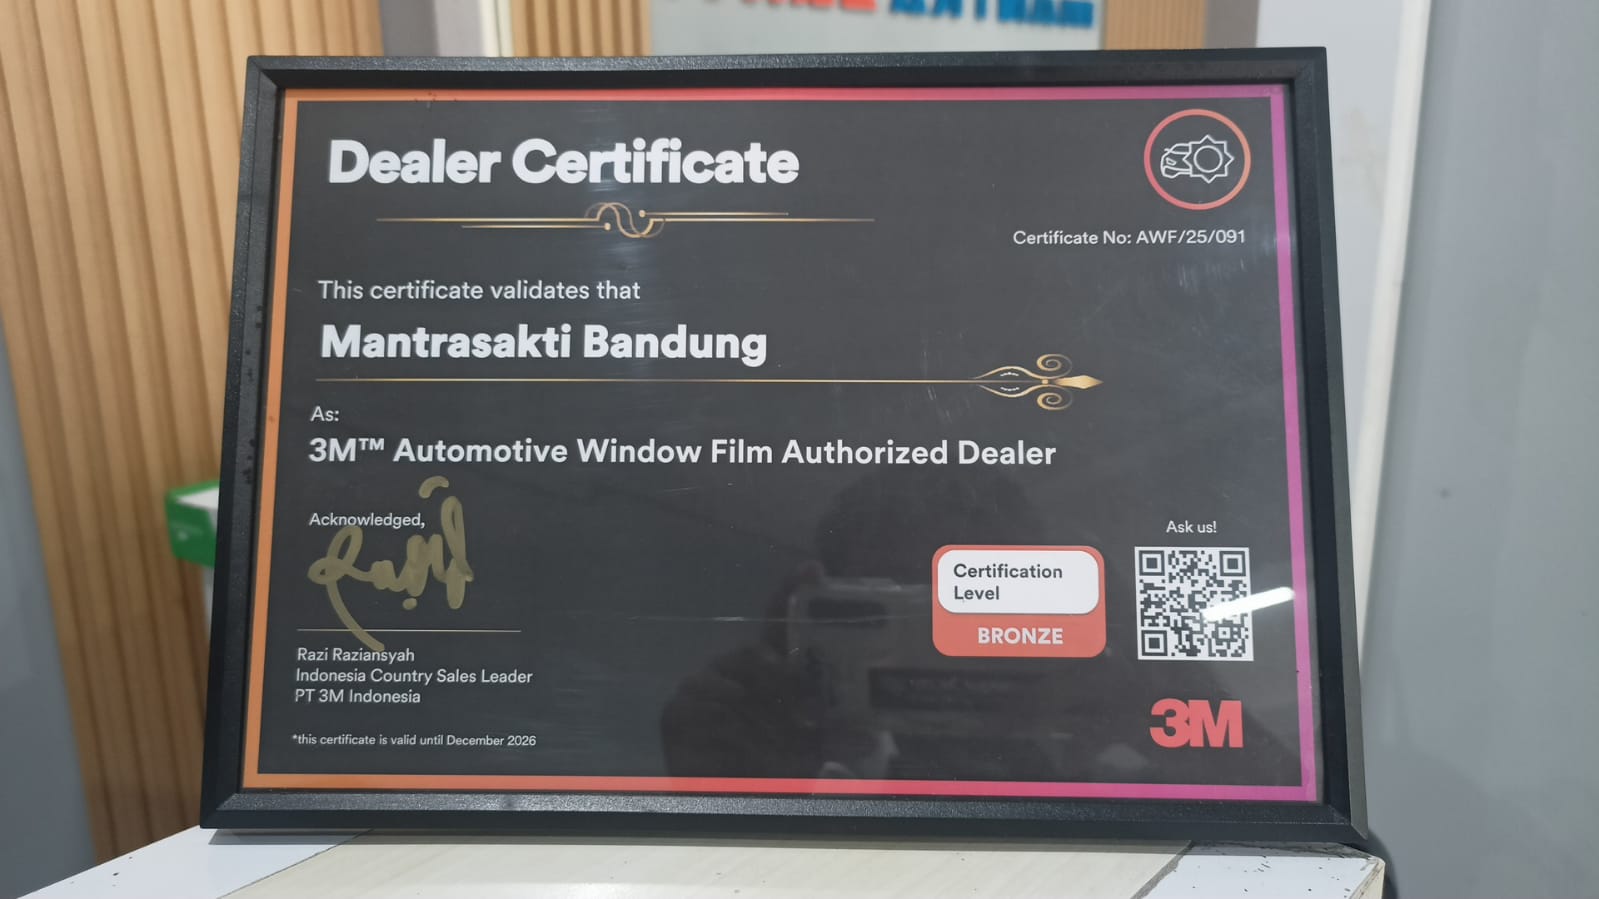 Dealer Certificate
Certificate No: AWF/25/091
This certificate validates that
Mantrasakti Bandung
As:
3M™ Automotive Window Film Authorized Dealer
Acknowledged,
Razi Raziansyah
Indonesia Country Sales Leader
PT 3M Indonesia
*this certificate is valid until December 2026
Certification
Level
BRONZE
Ask us!
3M